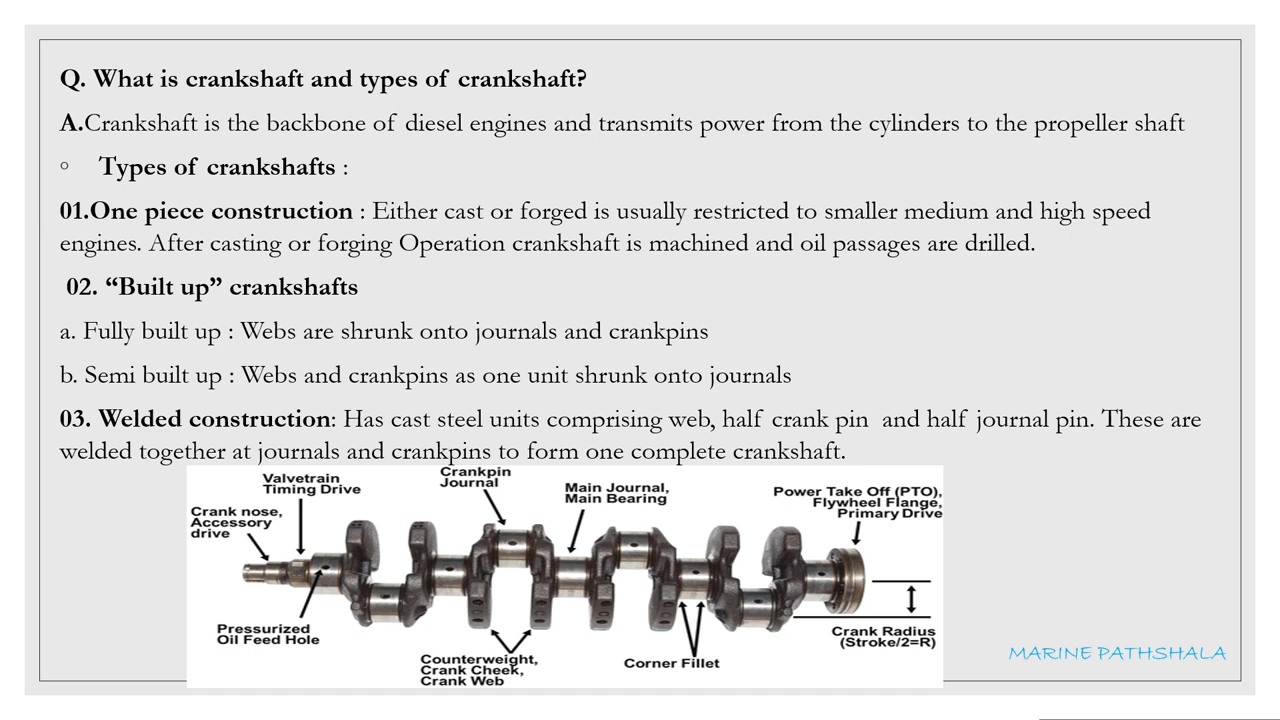 Q. What is crankshaft and types of crankshaft?
A.Crankshaft is the backbone of diesel engines and transmits power from the cylinders to the propeller shaft
◦ Types of crankshafts :
01.One piece construction : Either cast or forged is usually restricted to smaller medium and high speed
engines. After casting or forging Operation crankshaft is machined and oil passages are drilled.
02. “Built up” crankshafts
a. Fully built up : Webs are shrunk onto journals and crankpins
b. Semi built up : Webs and crankpins as one unit shrunk onto journals
03. Welded construction: Has cast steel units comprising web, half crank pin and half journal pin. These are
welded together at journals and crankpins to form one complete crankshaft.
Crank nose,
Accessory
drive
Valvetrain
Timing Drive
Crankpin
Journal
Main Journal,
Main Bearing
Power Take Off (PTO),
Flywheel Flange,
Primary Drive
Pressurized
Oil Feed Hole
Counterweight,
Crank Cheek,
Crank Web
Corner Fillet
Crank Radius
(Stroke/2=R)
MARINE PATHSHALA